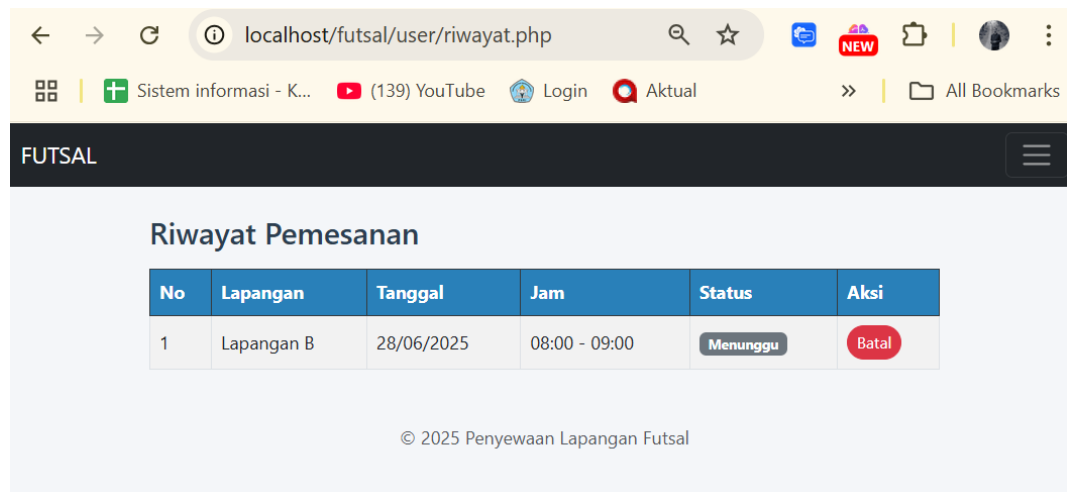 localhost/futsal/user/riwayat.php
NEW
Sistem informasi - K... (139) YouTube Login Aktual » All Bookmarks
FUTSAL
Riwayat Pemesanan
No Lapangan Tanggal Jam Status Aksi
1 Lapangan B 28/06/2025 08:00 - 09:00 Menunggu Batal
© 2025 Penyewaan Lapangan Futsal